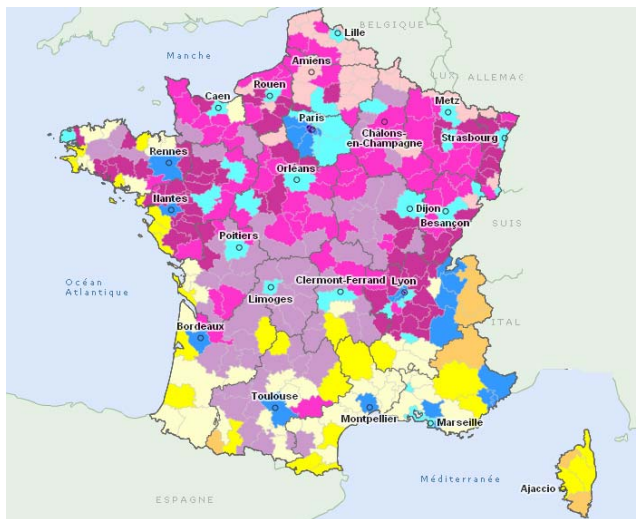 BELGIQUE
Lille
Manche
Amiens
LUX
ALLEMAG
Rouen
Caen
Metz
Paris
Chalons-
en-Champagne
Strasbourg
Rennes
Orléans
Nantes
Dijon
Besançon
SUIS
Poitiers
Océan
Atlantique
Clermont-Ferrand
Lyon
Limoges
ITAL
Bordeaux
Toulouse
Montpellier
Marseille
Méditerranée
Ajaccio
ESPAGNE